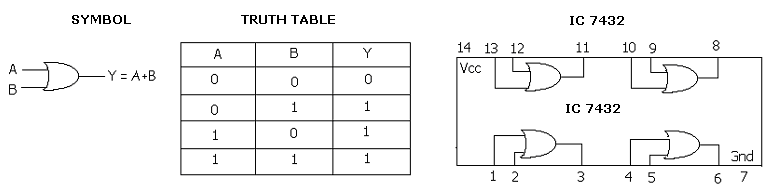 SYMBOL
A
B
Y = A+B
TRUTH TABLE
A B Y
0 0 0
0 1 1
1 0 1
1 1 1
IC 7432
14 13 12 11 10 9 8
Vcc
IC 7432
Gnd
1 2 3 4 5 6 7